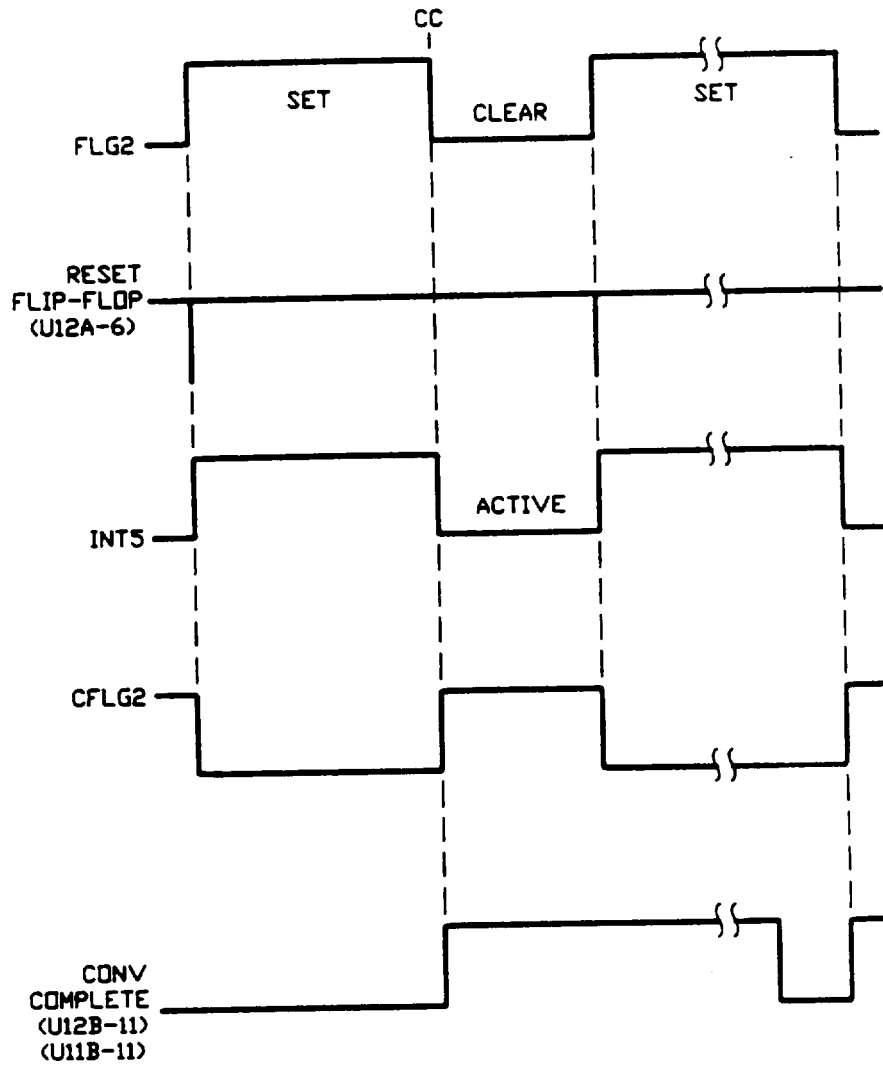 CC
SET
CLEAR
SET
FLG2
RESET
FLIP-FLOP
(U12A-6)
ACTIVE
INT5
CFLG2
CONV
COMPLETE
(U12B-11)
(U11B-11)